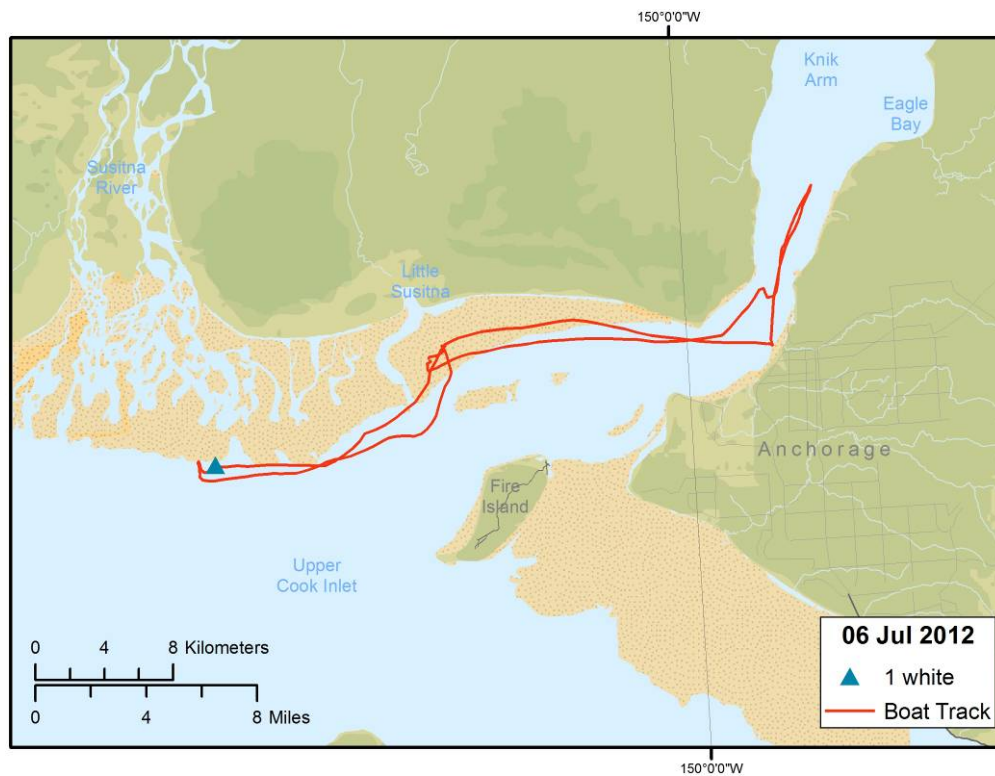 150°0'0"W
Knik
Arm
Eagle
Bay
Susitna
River
Little
Susitna
Anchorage
Fire
Island
Upper
Cook Inlet
0 4 8 Kilometers
0 4 8 Miles
06 Jul 2012
1 white
Boat Track
150°0'0"W